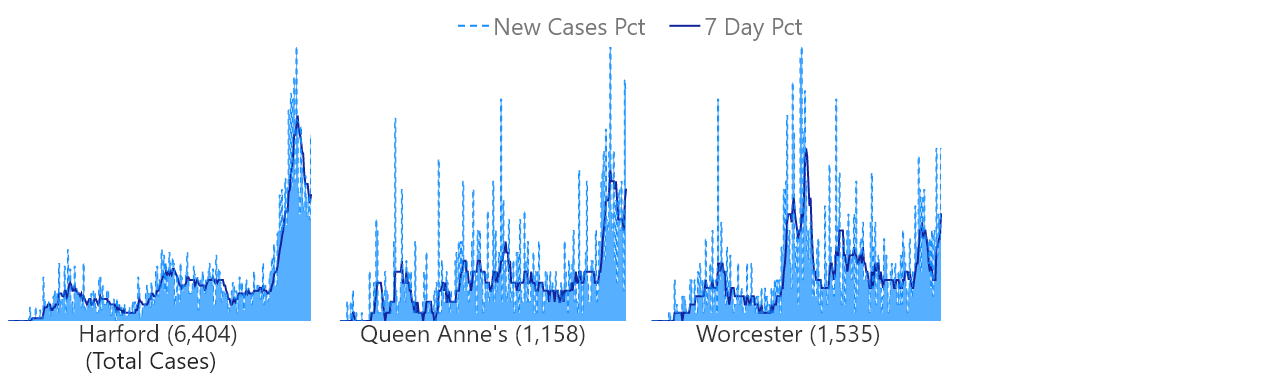 New Cases Pct 7 Day Pct
Harford (6,404) Queen Anne's (1,158) Worcester (1,535)
(Total Cases)